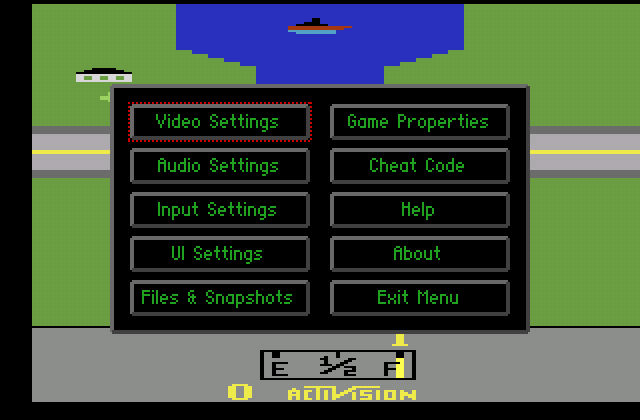 Video Settings Game Properties
Audio Settings Cheat Code
Input Settings Help
UI Settings About
Files & Snapshots Exit Menu
E 1/2 F
0 ACTIVISION